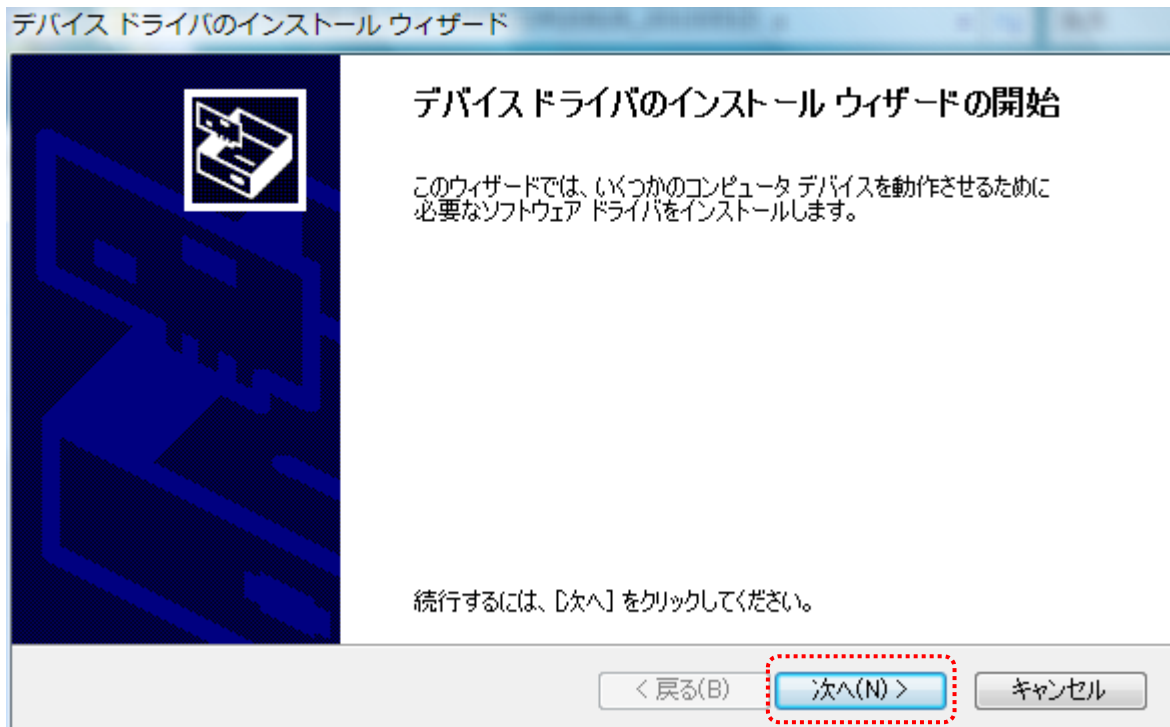 デバイス ドライバのインストール ウィザード
デバイス ドライバのインストール ウィザードの開始
このウィザードでは、いくつかのコンピュータ デバイスを動作させるために
必要なソフトウェア ドライバをインストールします。
続行するには、[次へ] をクリックしてください。
< 戻る(B) 次へ(N) > キャンセル